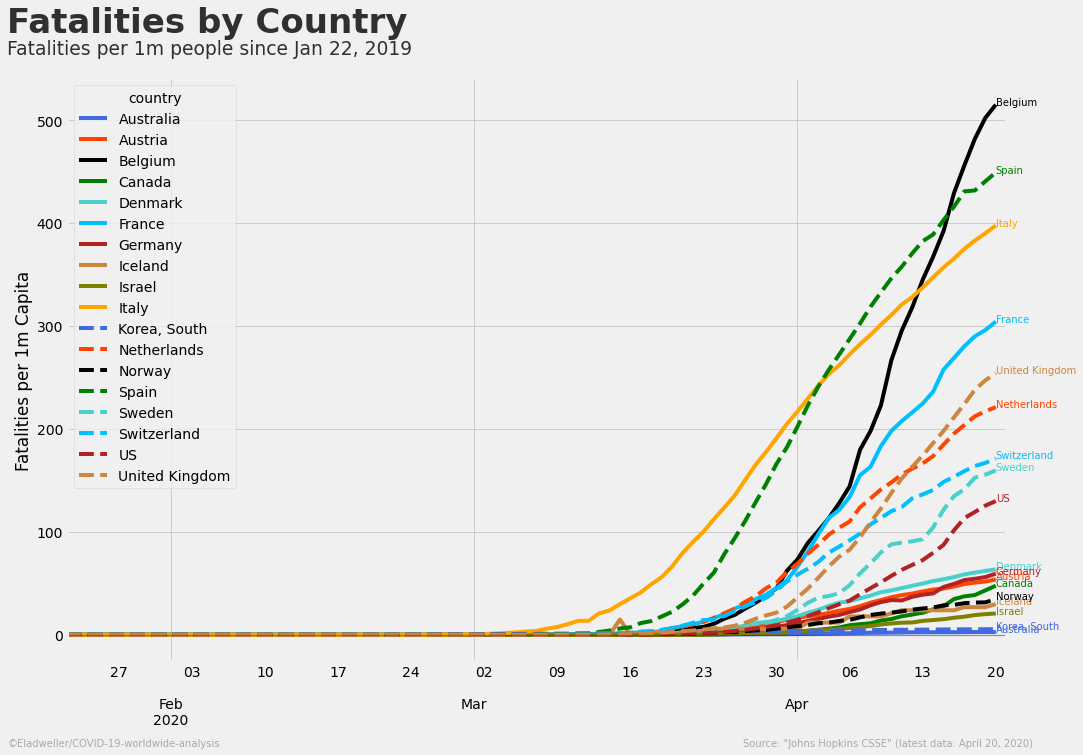 Fatalities by Country
Fatalities per 1m people since Jan 22, 2019
Fatalities per 1m Capita
500
400
300
200
100
0
country
Australia
Austria
Belgium
Canada
Denmark
France
Germany
Iceland
Israel
Italy
Korea, South
Netherlands
Norway
Spain
Sweden
Switzerland
US
United Kingdom
Belgium
Spain
Italy
France
United Kingdom
Netherlands
Switzerland
Sweden
US
Denmark
Germany
Austria
Canada
Norway
Iceland
Israel
Korea, South
Australia
27 03 10 17 24 02 09 16 23 30 06 13 20
Feb Mar Apr
2020
©Eladweller/COVID-19-worldwide-analysis
Source: "Johns Hopkins CSSE" (latest data: April 20, 2020)